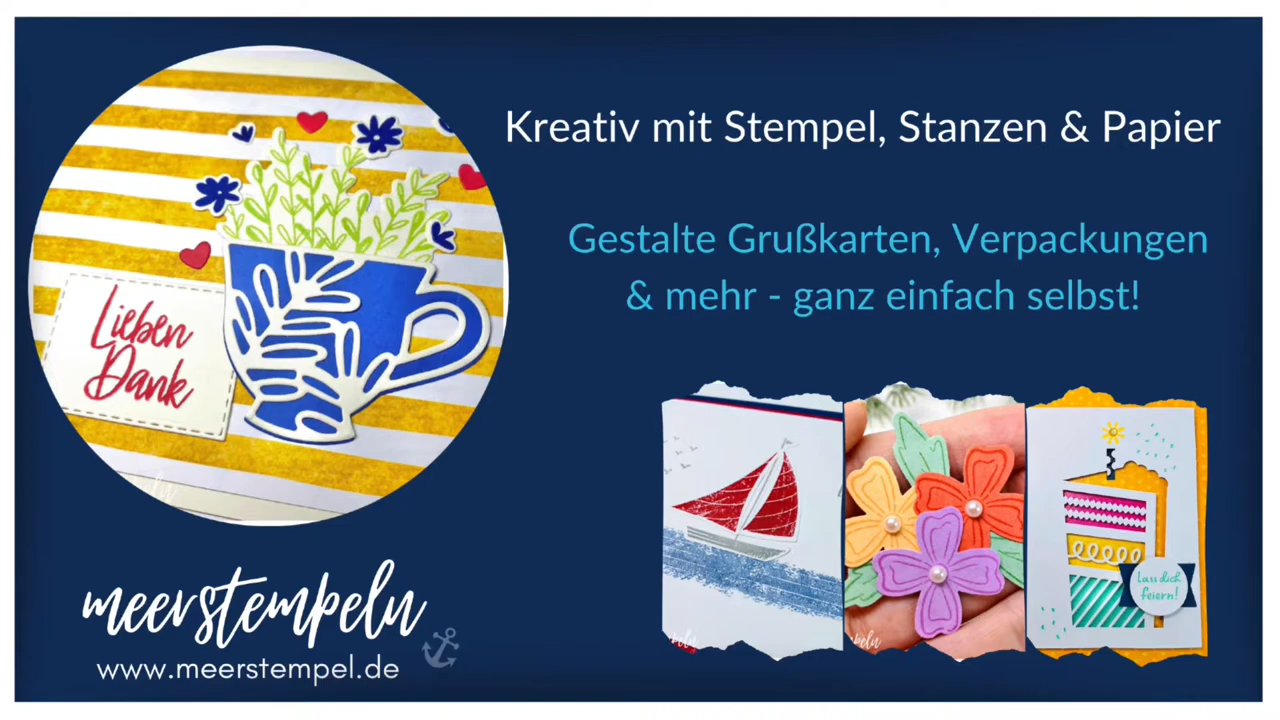 Kreativ mit Stempel, Stanzen & Papier
Gestalte Grußkarten, Verpackungen
& mehr - ganz einfach selbst!
Lieben
Dank
Lass dich
feiern!
meerstempeln
www.meerstempel.de